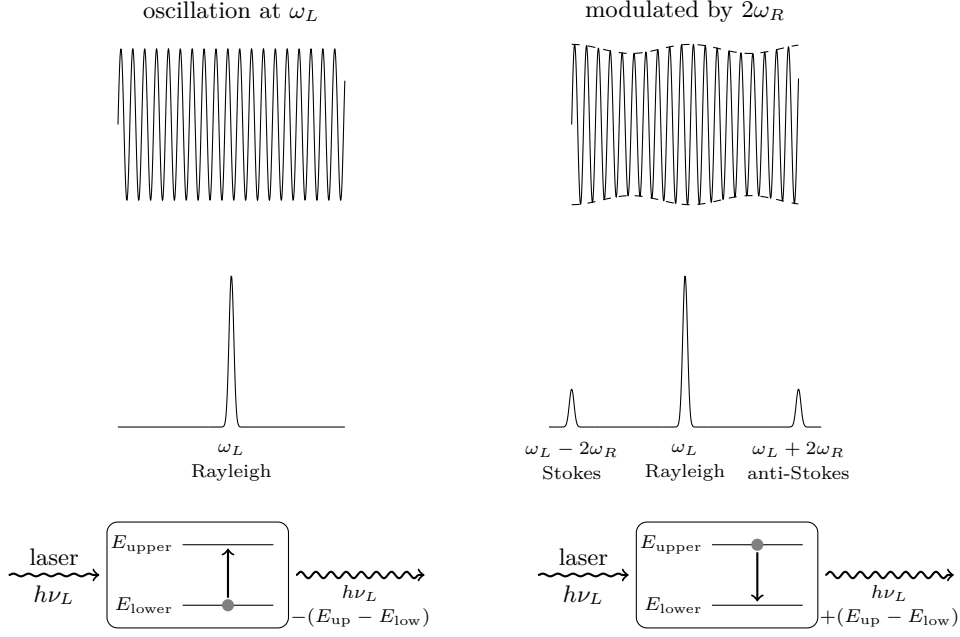 oscillation at ω_L
modulated by 2ω_R
ω_L
Rayleigh
ω_L − 2ω_R
Stokes
ω_L
Rayleigh
ω_L + 2ω_R
anti-Stokes
laser
hν_L
E_upper
E_lower
hν_L
−(E_up − E_low)
laser
hν_L
E_upper
E_lower
hν_L
+(E_up − E_low)